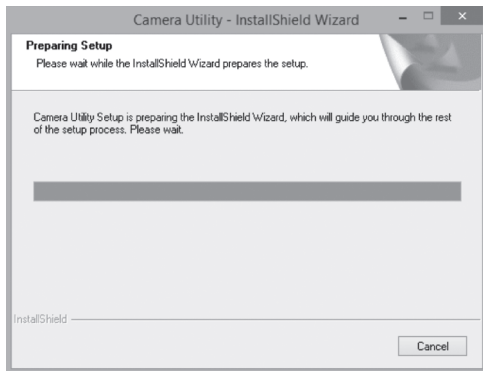 Camera Utility - InstallShield Wizard
Preparing Setup
Please wait while the InstallShield Wizard prepares the setup.
Camera Utility Setup is preparing the InstallShield Wizard, which will guide you through the rest
of the setup process. Please wait.
InstallShield
Cancel